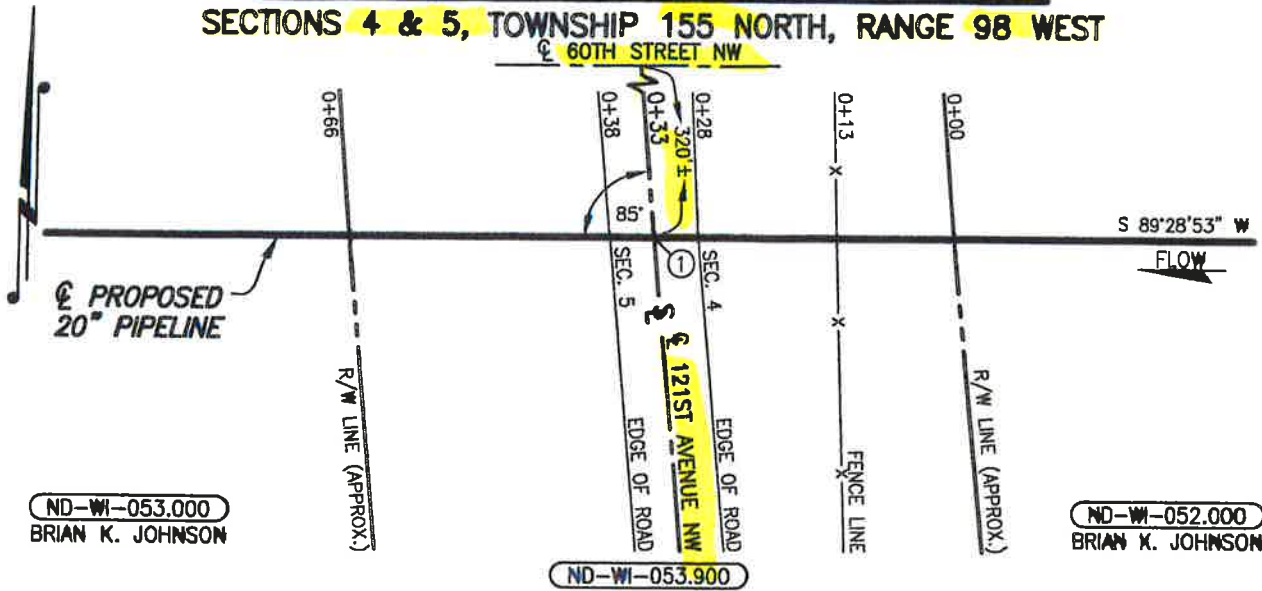 SECTIONS 4 & 5, TOWNSHIP 155 NORTH, RANGE 98 WEST
℄ 60TH STREET NW
0+66
0+38
0+33
320'±
0+28
0+13
0+00
85°
S 89°28'53" W
FLOW
1
SEC. 5
SEC. 4
℄ PROPOSED
20" PIPELINE
R/W LINE (APPROX.)
EDGE OF ROAD
℄ 121ST AVENUE NW
EDGE OF ROAD
FENCE LINE
R/W LINE (APPROX.)
ND-WI-053.000
BRIAN K. JOHNSON
ND-WI-052.000
BRIAN K. JOHNSON
ND-WI-053.900